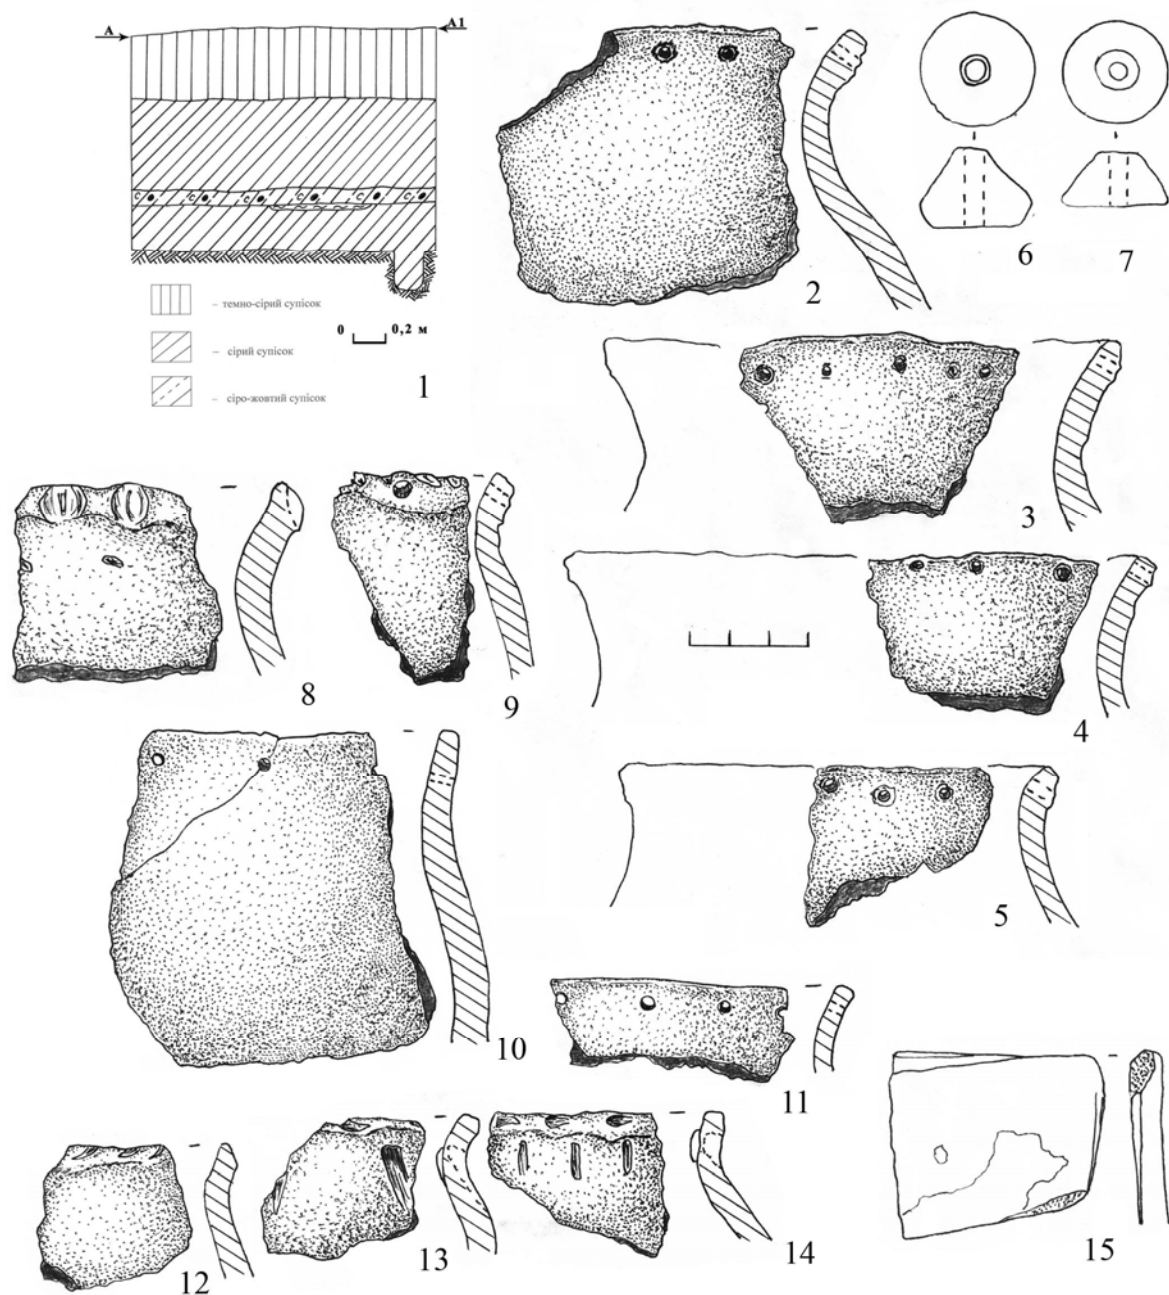 А
А1
– темно-сірий супісок
– сірий супісок
– сіро-жовтий супісок
0 0,2 м
1
2
6
7
3
8
9
4
5
10
11
12
13
14
15